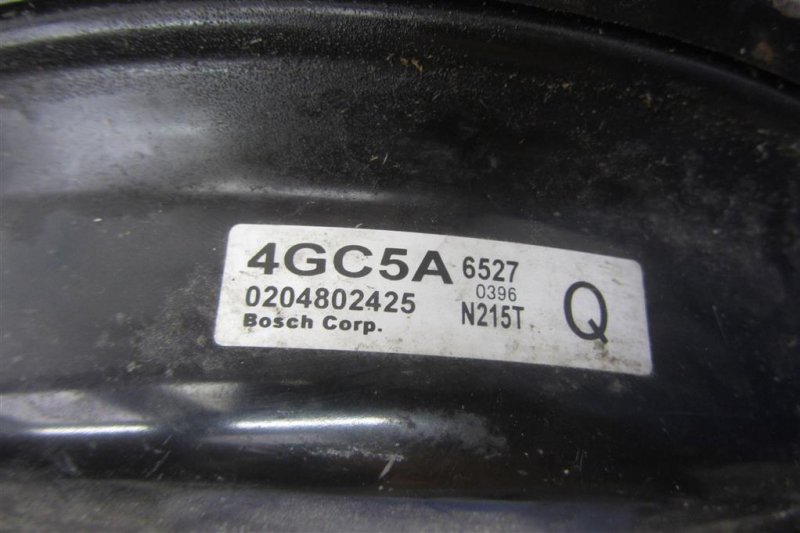 4GC5A 6527
0396
0204802425 N215T Q
Bosch Corp.